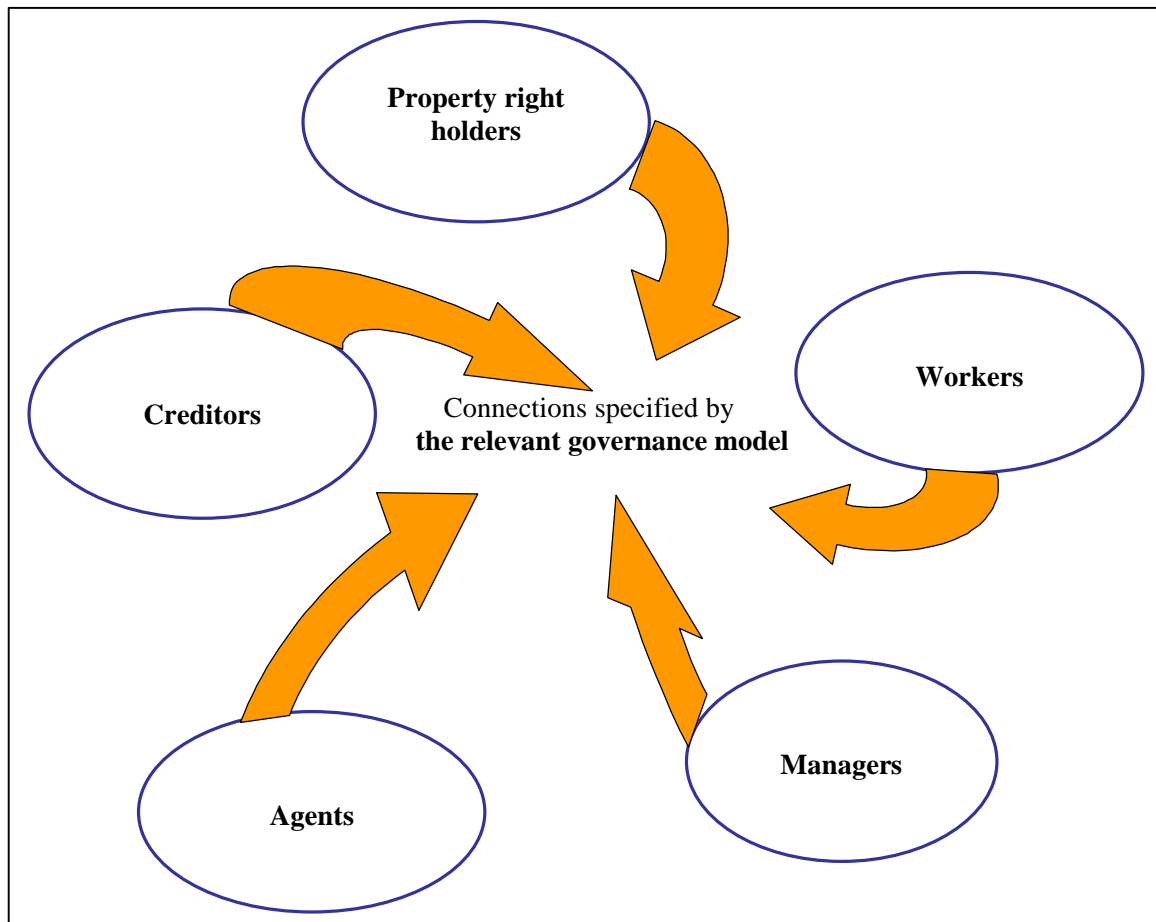 Property right
holders
Workers
Creditors
Connections specified by
the relevant governance model
Managers
Agents